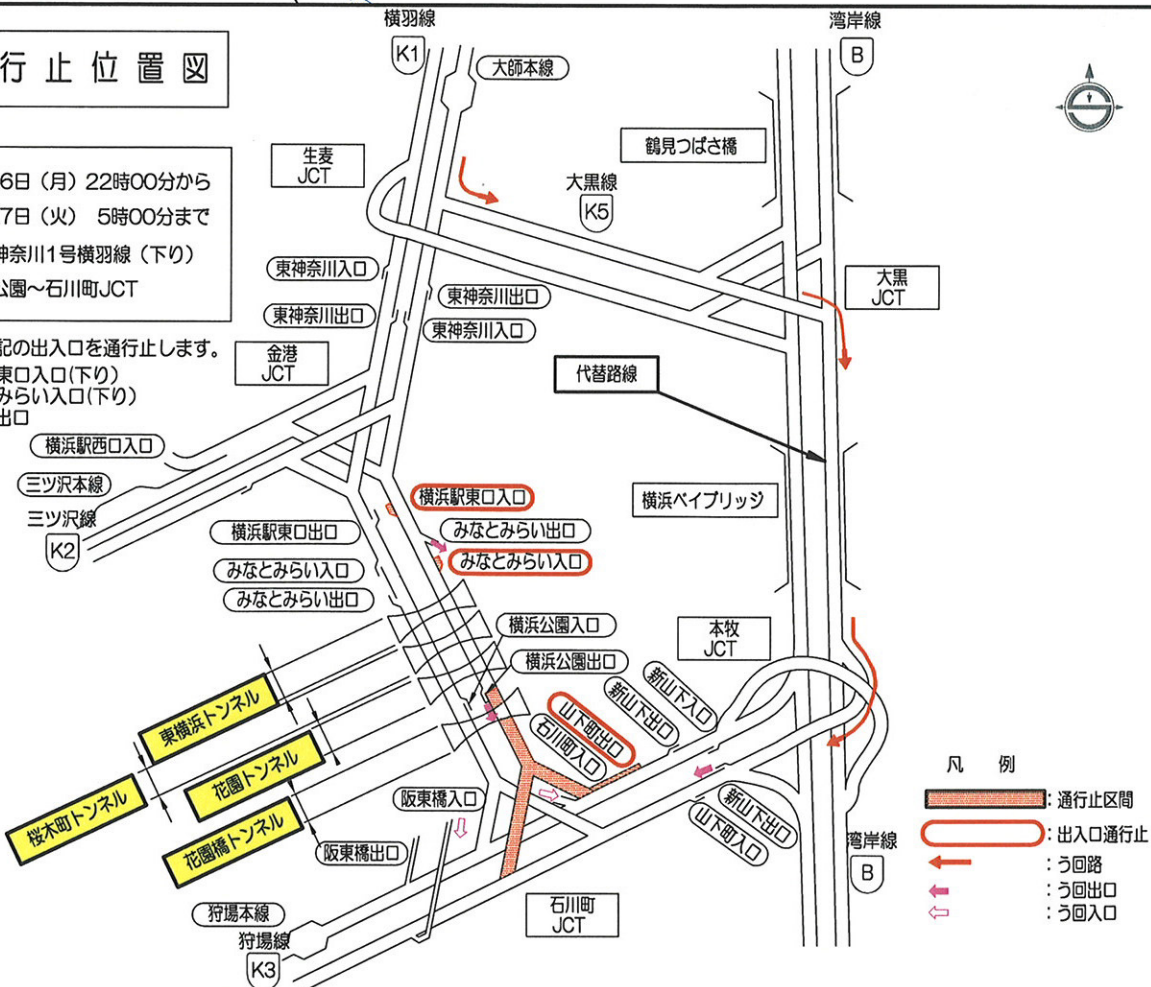 行止位置図
6日(月)22時00分から
7日(火) 5時00分まで
神奈川1号横羽線(下り)
公園~石川町JCT
記の出入口を通行止します。
東口入口(下り)
みらい入口(下り)
出口
横羽線
K1
大師本線
湾岸線
B
生麦
JCT
鶴見つばさ橋
大黒線
K5
東神奈川入口
東神奈川出口
東神奈川出口
東神奈川入口
大黒
JCT
金港
JCT
代替路線
横浜駅西口入口
三ツ沢本線
三ツ沢線
K2
横浜駅東口入口
横浜ベイブリッジ
横浜駅東口出口
みなとみらい出口
みなとみらい入口
みなとみらい入口
みなとみらい出口
横浜公園入口
横浜公園出口
本牧
JCT
新山下入口
新山下出口
山下町出口
石川町入口
東横浜トンネル
花園トンネル
桜木町トンネル
花園橋トンネル
阪東橋入口
阪東橋出口
新山下出口
山下町入口
狩場本線
狩場線
K3
石川町
JCT
湾岸線
B
凡例
:通行止区間
:出入口通行止
:う回路
:う回出口
:う回入口